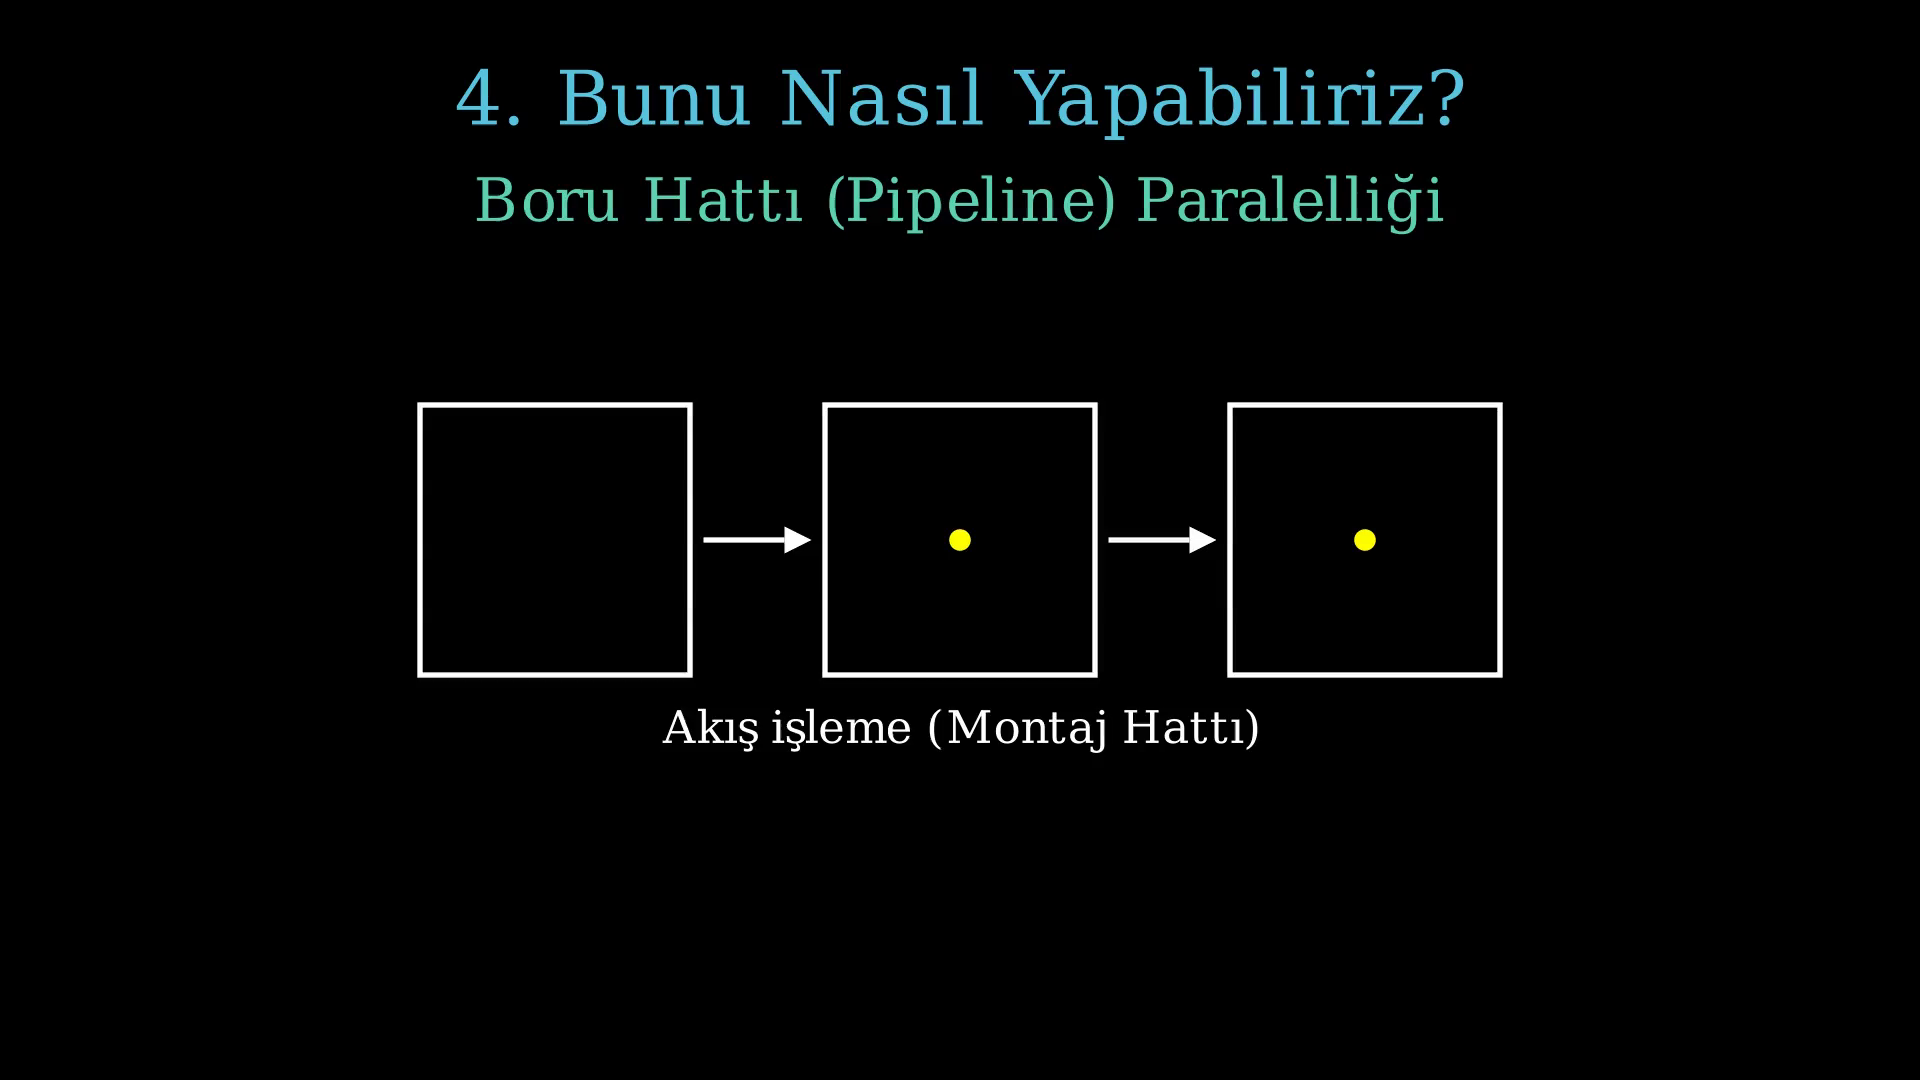 4. Bunu Nasıl Yapabiliriz?
Boru Hattı (Pipeline) Paralelliği
Akış işleme (Montaj Hattı)